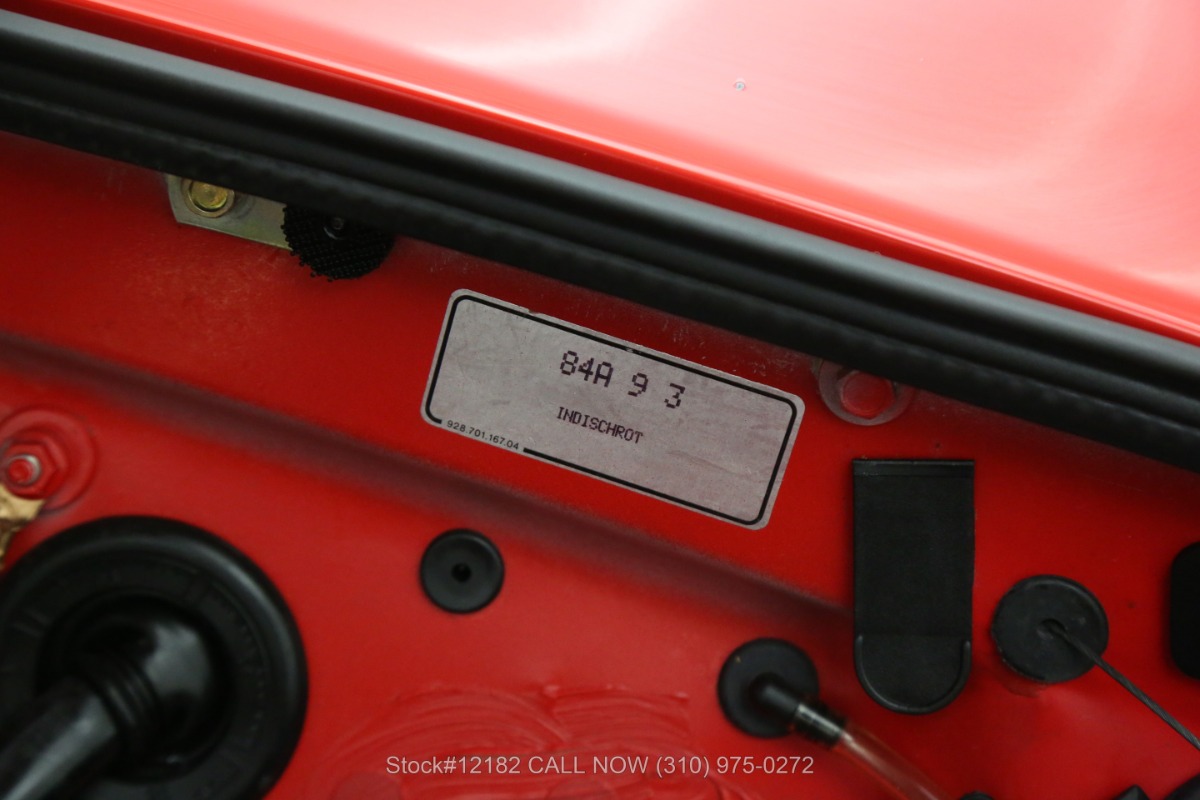 84A 9 3
INDISCHROT
928.701.167.04
Stock#12182 CALL NOW (310) 975-0272